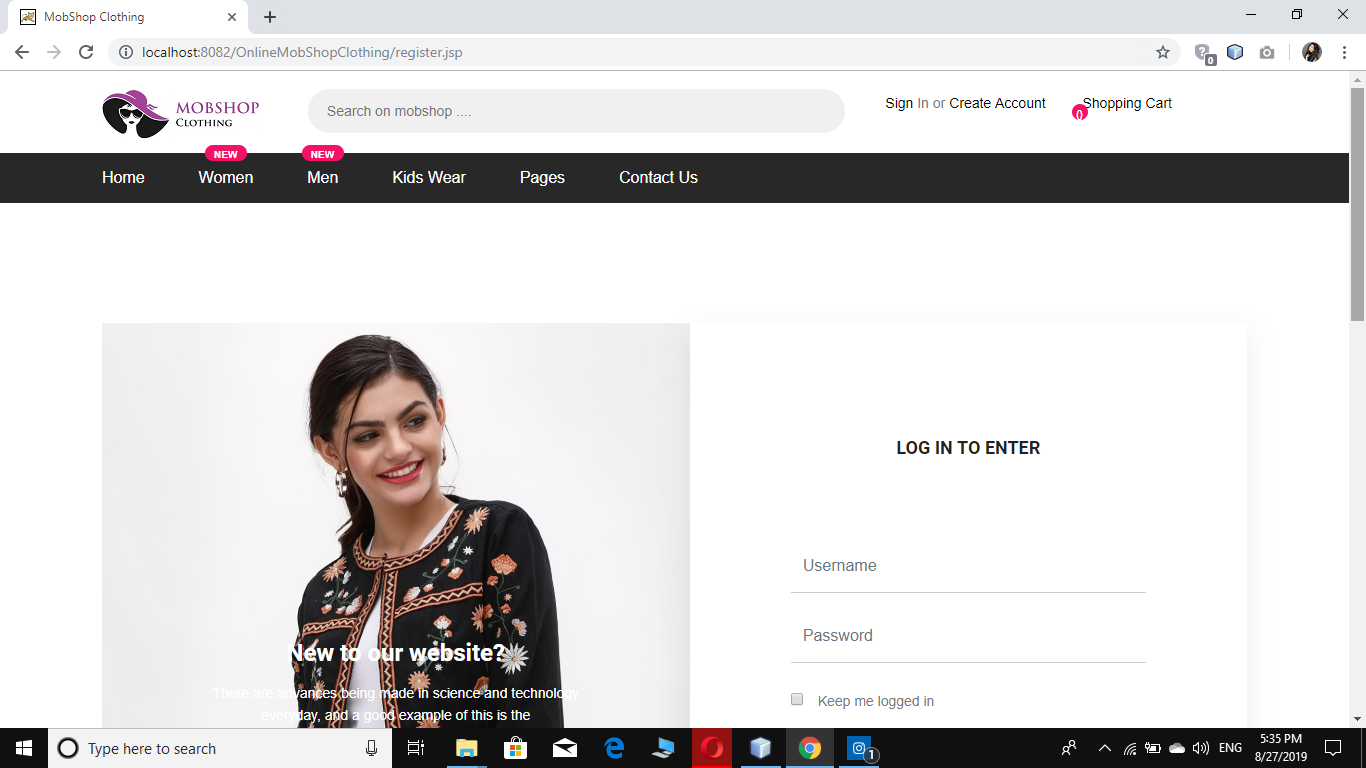 MobShop Clothing
localhost:8082/OnlineMobShopClothing/register.jsp
0
MOBSHOP
CLOTHING
Search on mobshop ....
Sign In or Create Account
0
Shopping Cart
NEW
NEW
Home
Women
Men
Kids Wear
Pages
Contact Us
LOG IN TO ENTER
Username
Password
Keep me logged in
New to our website?
There are advances being made in science and technology
everyday, and a good example of this is the
Type here to search
1
ENG
5:35 PM
8/27/2019